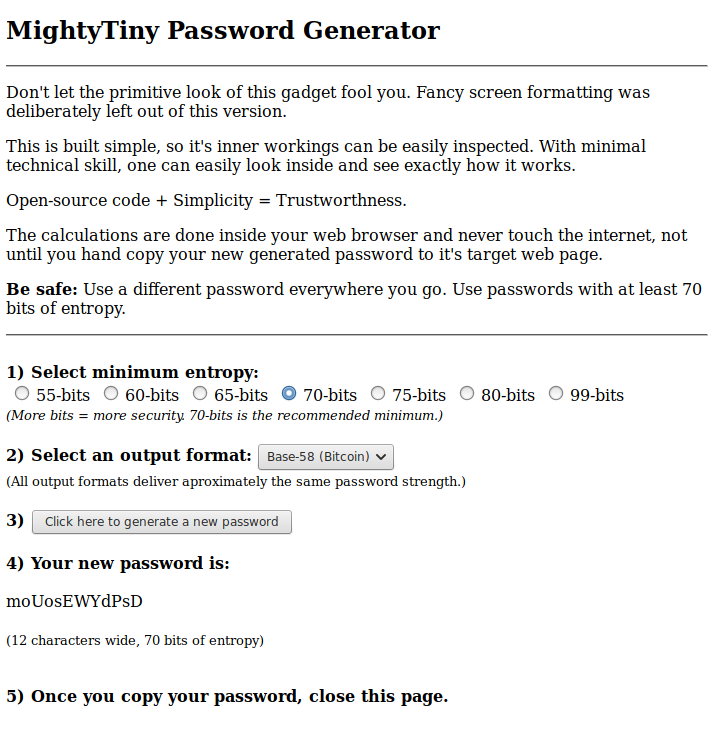 MightyTiny Password Generator
Don't let the primitive look of this gadget fool you. Fancy screen formatting was
deliberately left out of this version.
This is built simple, so it's inner workings can be easily inspected. With minimal
technical skill, one can easily look inside and see exactly how it works.
Open-source code + Simplicity = Trustworthness.
The calculations are done inside your web browser and never touch the internet, not
until you hand copy your new generated password to it's target web page.
Be safe: Use a different password everywhere you go. Use passwords with at least 70
bits of entropy.
1) Select minimum entropy:
55-bits 60-bits 65-bits 70-bits 75-bits 80-bits 99-bits
(More bits = more security. 70-bits is the recommended minimum.)
2) Select an output format: Base-58 (Bitcoin)
(All output formats deliver aproximately the same password strength.)
3) Click here to generate a new password
4) Your new password is:
moUosEWYdPsD
(12 characters wide, 70 bits of entropy)
5) Once you copy your password, close this page.